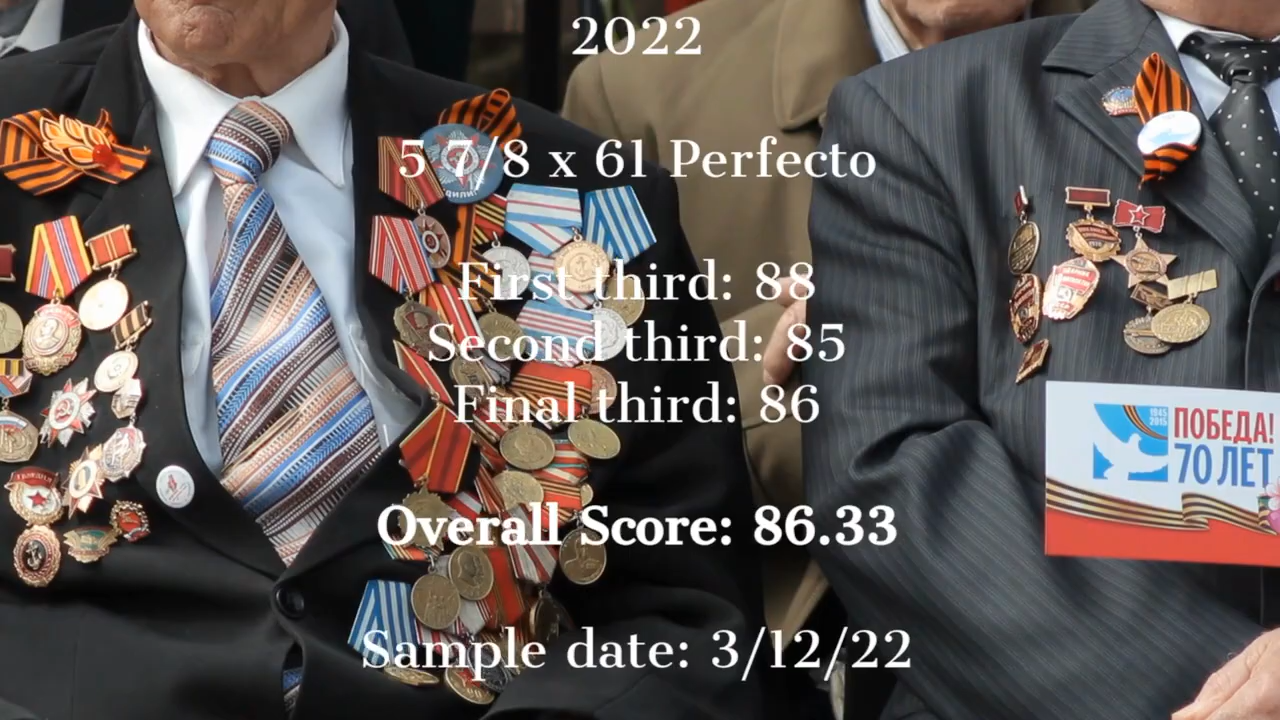 2022
5 7/8 x 61 Perfecto
First third: 88
Second third: 85
Final third: 86
Overall Score: 86.33
Sample date: 3/12/22
1945
2015
ПОБЕДА!
70 ЛЕТ